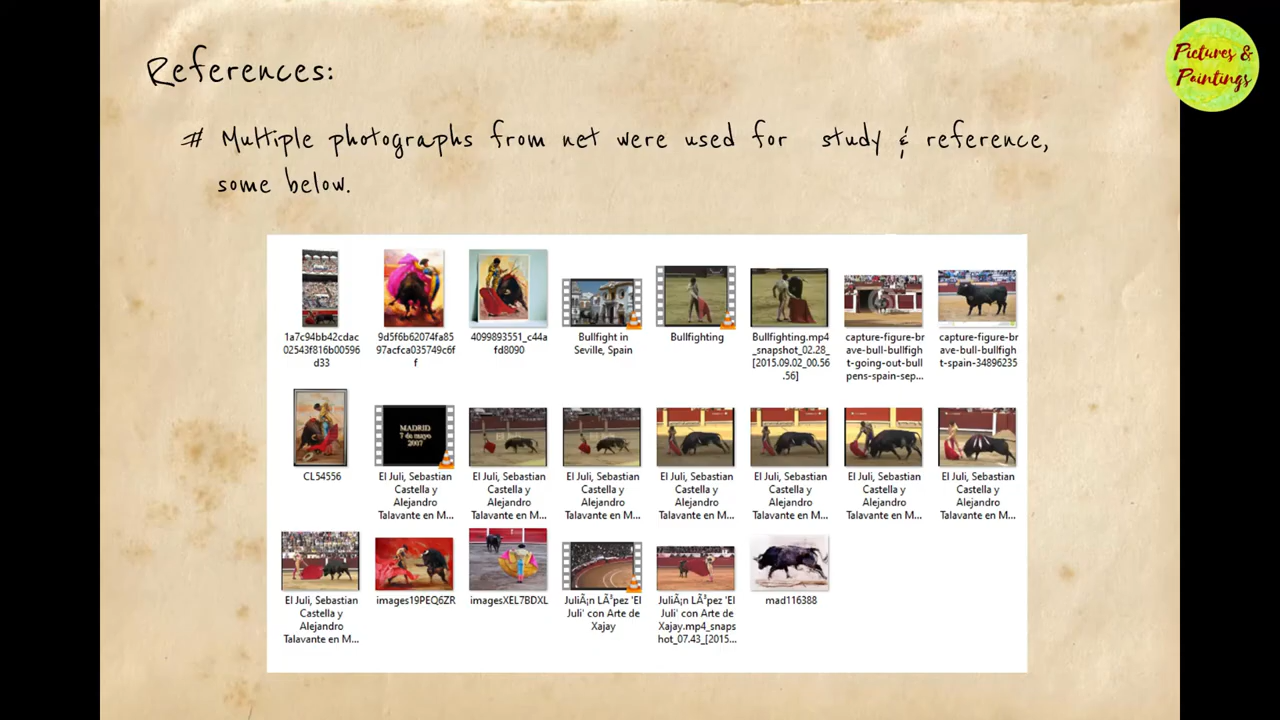 References:
Pictures &
Paintings
# Multiple photographs from net were used for study & reference,
some below.
1a7c94bb42cdac
02543f816b00596
d33
9d5f6b62074fa85
97acfca035749c6f
f
4099893551_c44a
fd8090
Bullfight in
Seville, Spain
Bullfighting
Bullfighting.mp4
_snapshot_02.28_
[2015.09.02_00.56
.56]
capture-figure-br
ave-bull-bullfigh
t-going-out-bull
pens-spain-sep...
capture-figure-br
ave-bull-bullfigh
t-spain-34896235
MADRID
7 de mayo
2007
CL54556
El Juli, Sebastian
Castella y
Alejandro
Talavante en M...
El Juli, Sebastian
Castella y
Alejandro
Talavante en M...
El Juli, Sebastian
Castella y
Alejandro
Talavante en M...
El Juli, Sebastian
Castella y
Alejandro
Talavante en M...
El Juli, Sebastian
Castella y
Alejandro
Talavante en M...
El Juli, Sebastian
Castella y
Alejandro
Talavante en M...
El Juli, Sebastian
Castella y
Alejandro
Talavante en M...
El Juli, Sebastian
Castella y
Alejandro
Talavante en M...
images19PEQ6ZR
imagesXEL7BDXL
JuliÃ¡n LÃ³pez 'El
Juli' con Arte de
Xajay
JuliÃ¡n LÃ³pez 'El
Juli' con Arte de
Xajay.mp4_snaps
hot_07.43_[2015...
mad116388